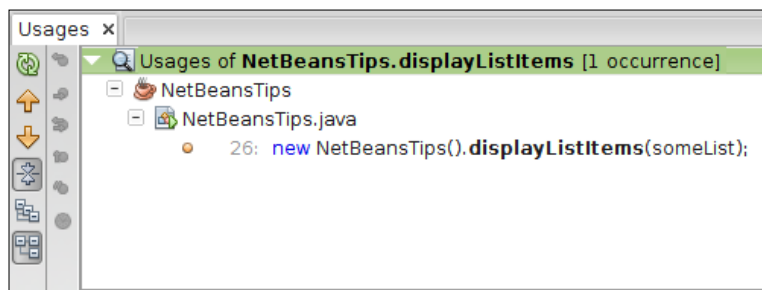 Usages x
Usages of NetBeansTips.displayListItems [1 occurrence]
NetBeansTips
NetBeansTips.java
26: new NetBeansTips().displayListItems(someList);